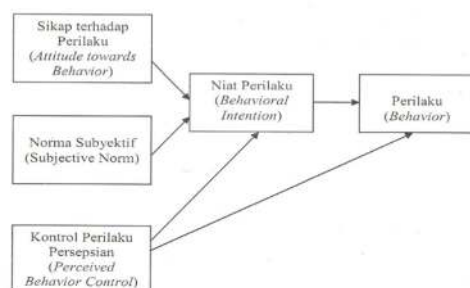 Sikap terhadap
Perilaku
(Attitude towards
Behavior)
Niat Perilaku
(Behavioral
Intention)
Perilaku
(Behavior)
Norma Subyektif
(Subjective Norm)
Kontrol Perilaku
Persepsian
(Perceived
Behavior Control)